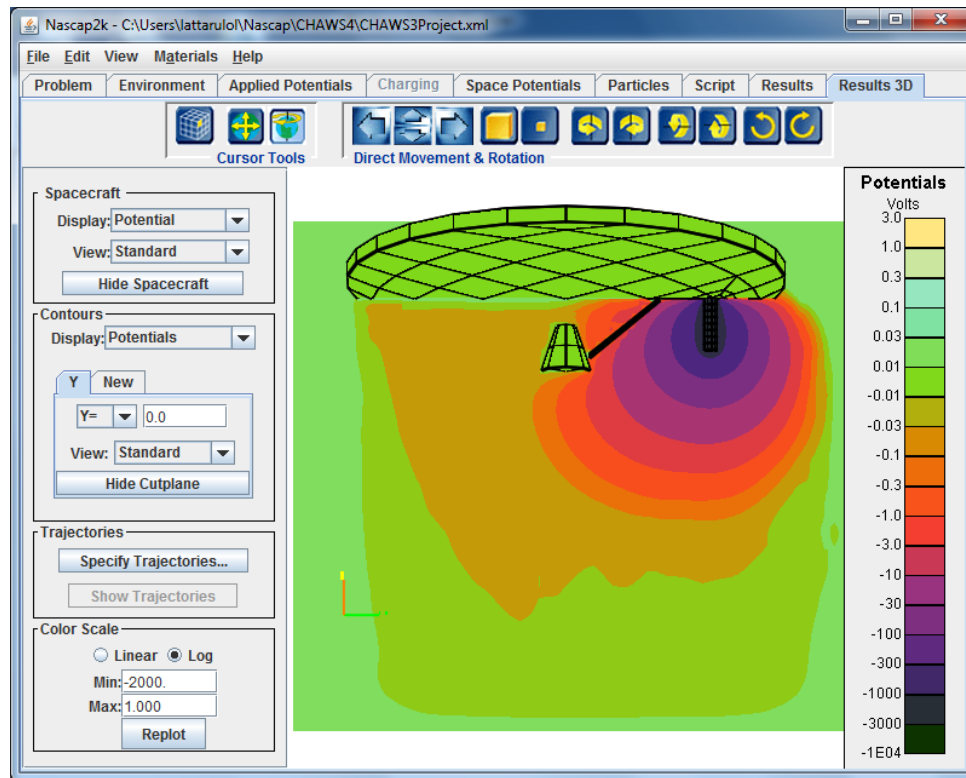 Nascap2k - C:\Users\lattarulol\Nascap\CHAWS4\CHAWS3Project.xml
File Edit View Materials Help
Problem Environment Applied Potentials Charging Space Potentials Particles Script Results Results 3D
Cursor Tools
Direct Movement & Rotation
Spacecraft
Display: Potential
View: Standard
Hide Spacecraft
Contours
Display: Potentials
Y New
Y= 0.0
View: Standard
Hide Cutplane
Trajectories
Specify Trajectories...
Show Trajectories
Color Scale
Linear Log
Min: -2000.
Max: 1.000
Replot
Potentials
Volts
3.0
1.0
0.3
0.1
0.03
0.01
-0.01
-0.03
-0.1
-0.3
-1.0
-3.0
-10
-30
-100
-300
-1000
-3000
-1E04